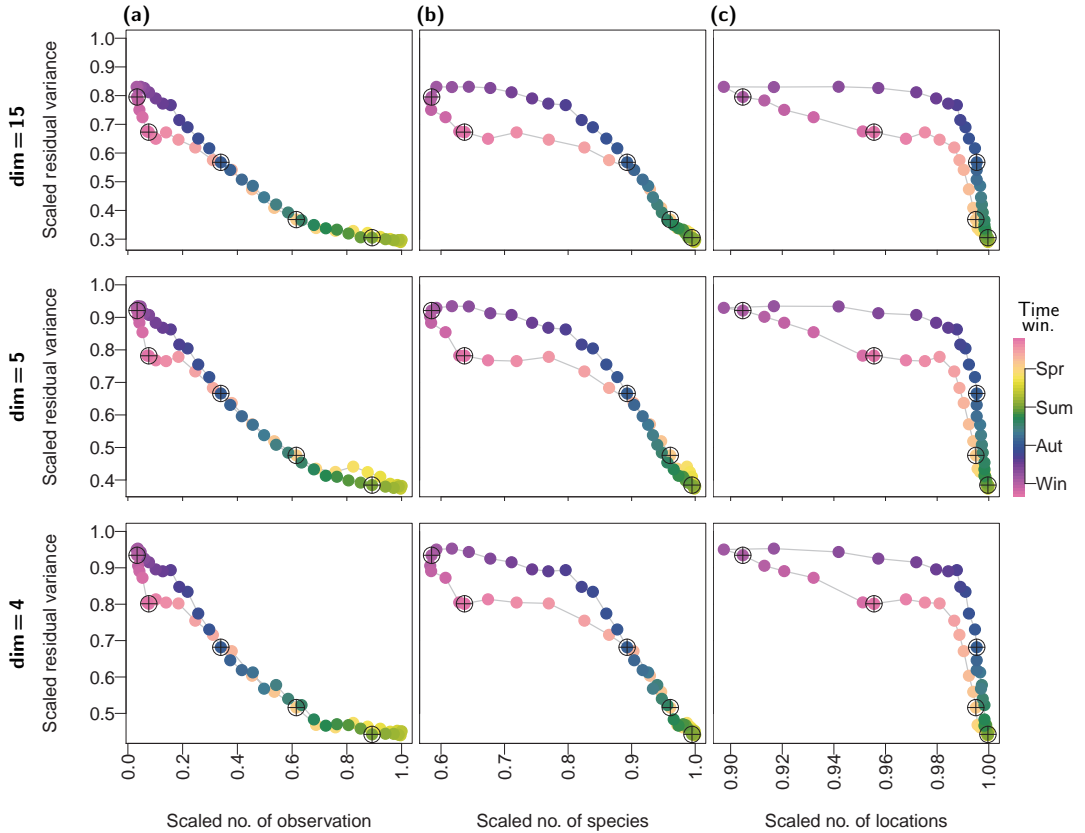 (a) (b) (c)
dim = 15
Scaled residual variance
1.0
0.9
0.8
0.7
0.6
0.5
0.4
0.3
dim = 5
Scaled residual variance
1.0
0.9
0.8
0.7
0.6
0.5
0.4
Time
win.
Spr
Sum
Aut
Win
dim = 4
Scaled residual variance
1.0
0.9
0.8
0.7
0.6
0.5
0.0 0.2 0.4 0.6 0.8 1.0 0.6 0.7 0.8 0.9 1.0 0.90 0.92 0.94 0.96 0.98 1.00
Scaled no. of observation Scaled no. of species Scaled no. of locations